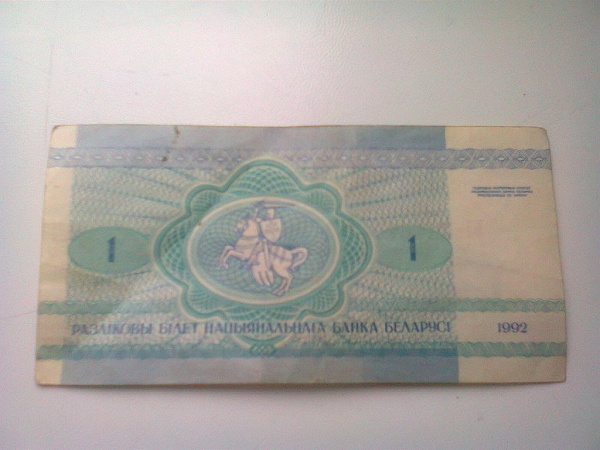 1 1
РАЗЛІКОВЫ БІЛЕТ НАЦЫЯНАЛЬНАГА БАНКА БЕЛАРУСІ 1992